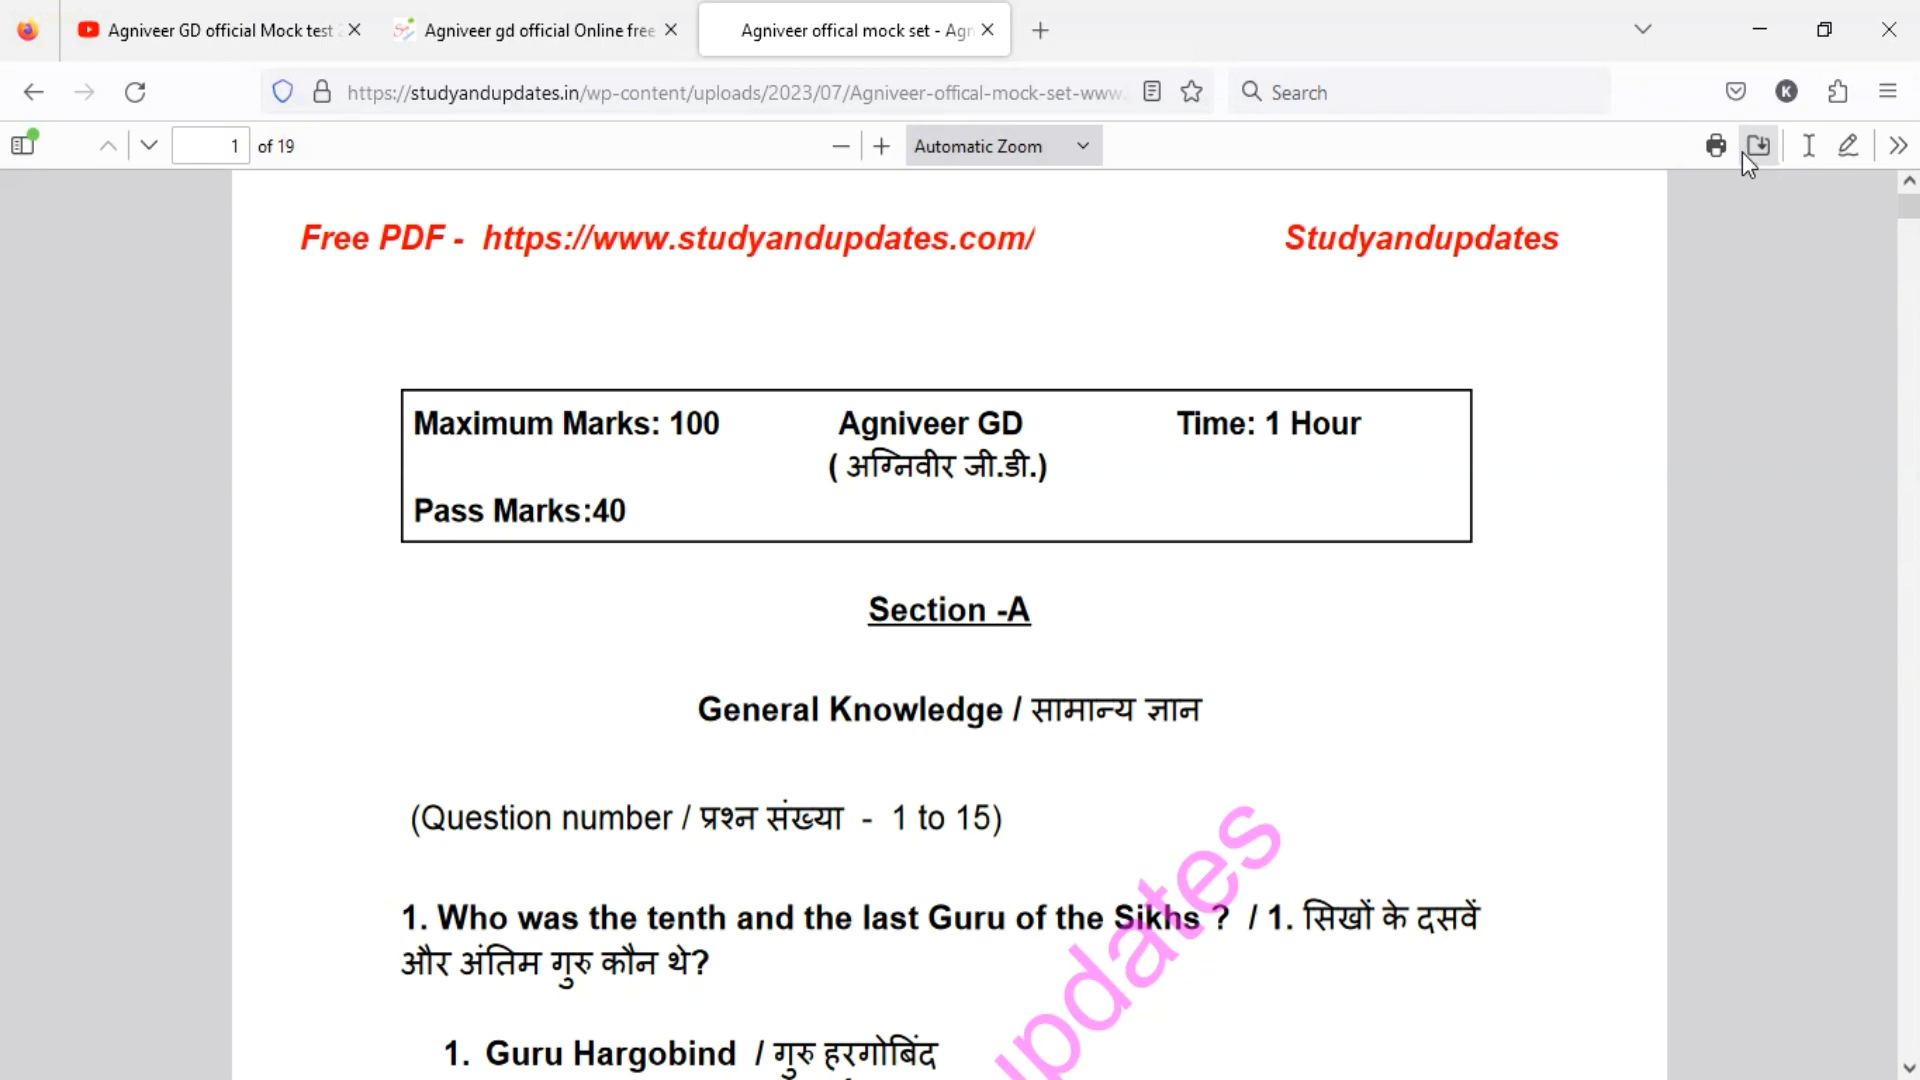 Agniveer GD official Mock test
Agniveer gd official Online free
Agniveer offical mock set - Agn
https://studyandupdates.in/wp-content/uploads/2023/07/Agniveer-offical-mock-set-www.
Search
K
1 of 19
Automatic Zoom
Free PDF - https://www.studyandupdates.com/ Studyandupdates
Maximum Marks: 100 Agniveer GD Time: 1 Hour
( अग्निवीर जी.डी.)
Pass Marks:40
Section -A
General Knowledge / सामान्य ज्ञान
(Question number / प्रश्न संख्या - 1 to 15)
1. Who was the tenth and the last Guru of the Sikhs ? / 1. सिखों के दसवें
और अंतिम गुरु कौन थे?
1. Guru Hargobind / गुरु हरगोबिंद
updates